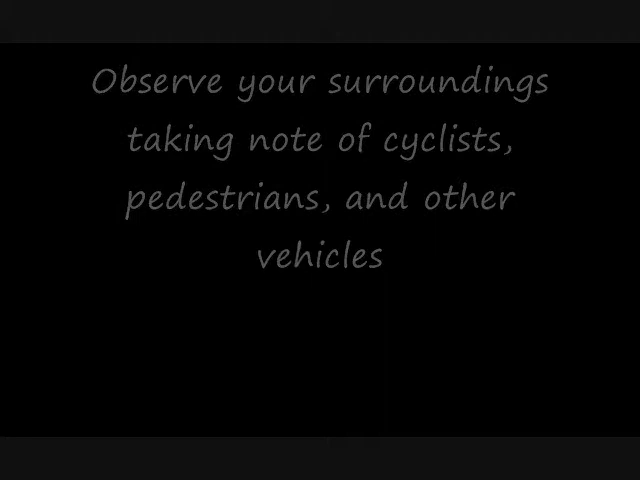 Observe your surroundings
taking note of cyclists,
pedestrians, and other
vehicles